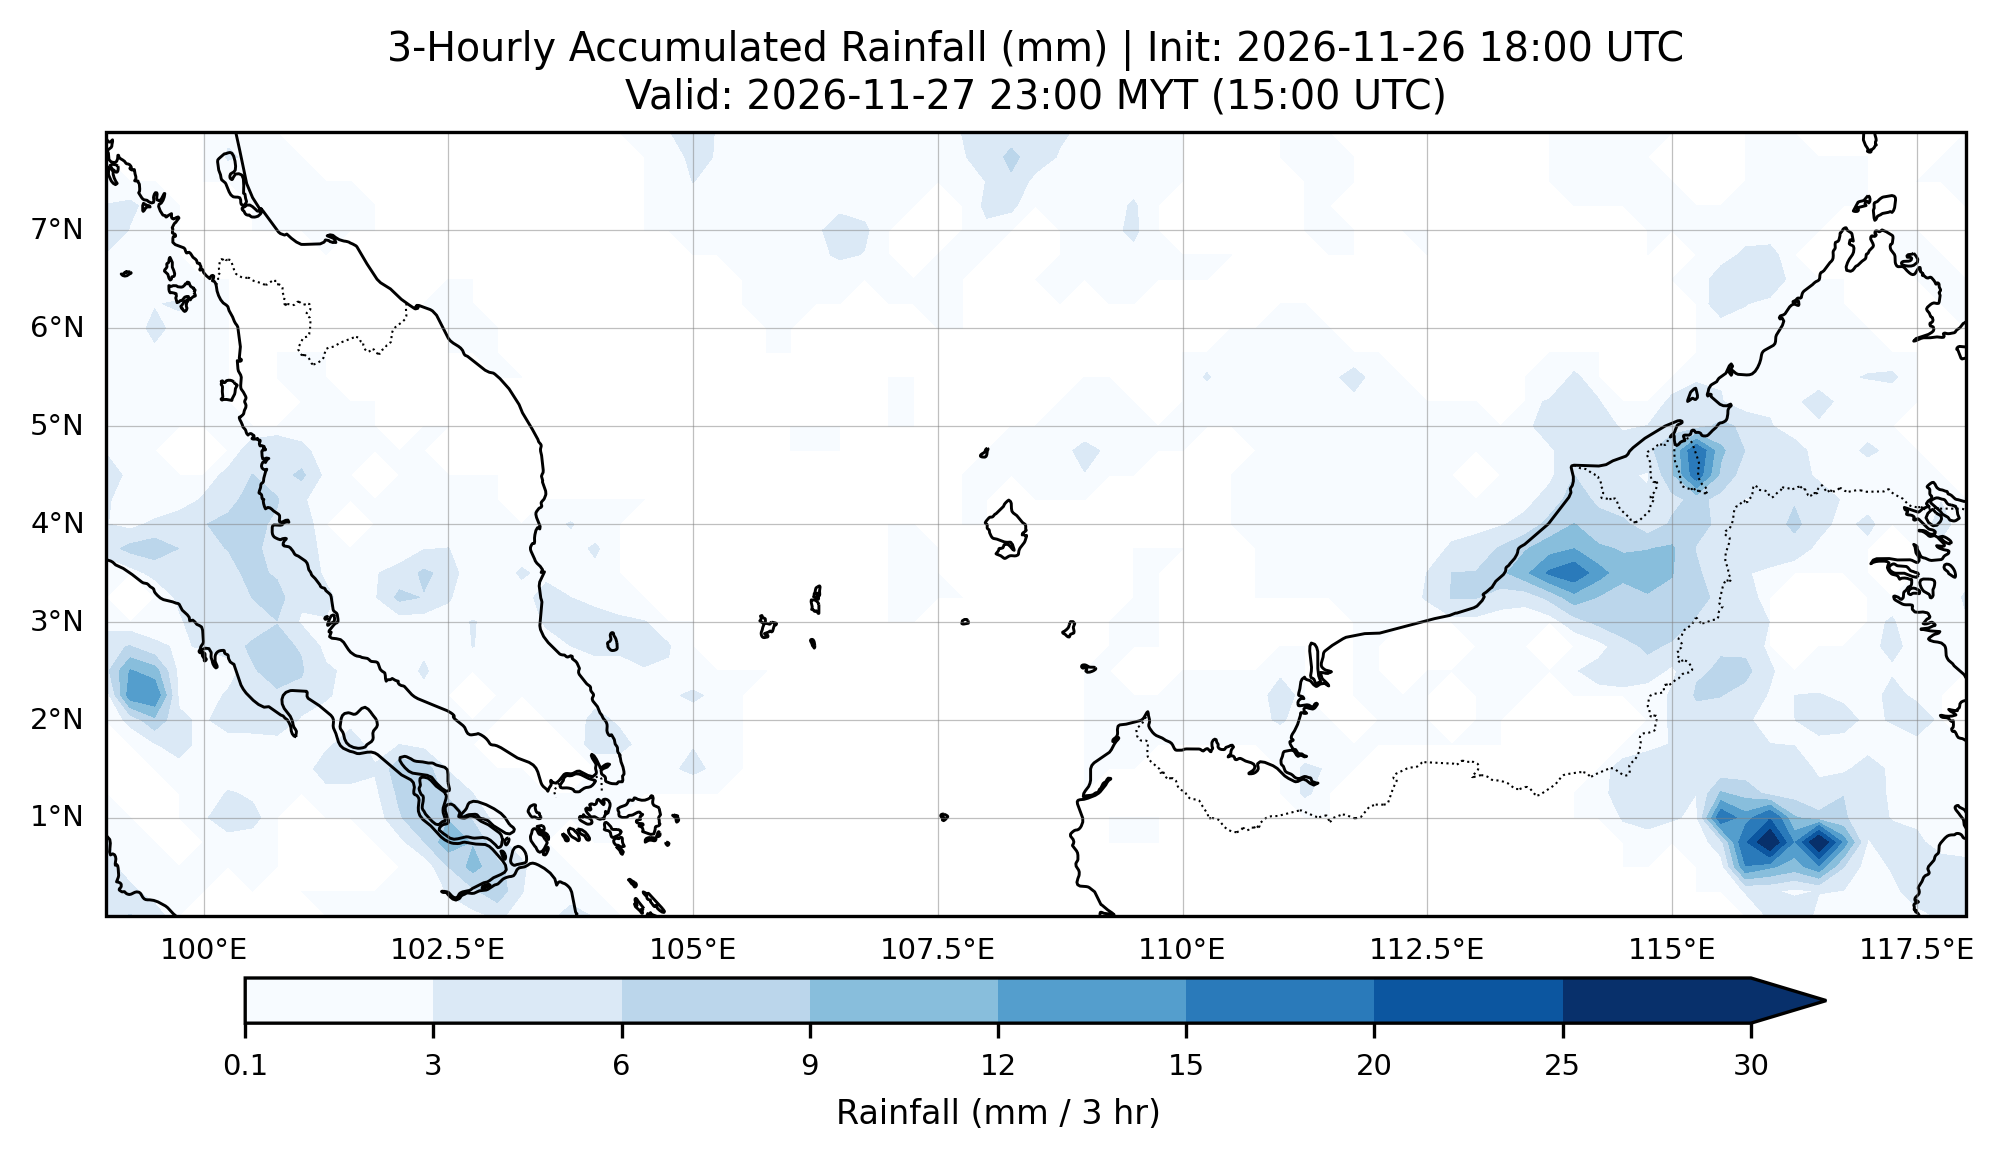 3-Hourly Accumulated Rainfall (mm) | Init: 2026-11-26 18:00 UTC
Valid: 2026-11-27 23:00 MYT (15:00 UTC)
7°N
6°N
5°N
4°N
3°N
2°N
1°N
100°E 102.5°E 105°E 107.5°E 110°E 112.5°E 115°E 117.5°E
0.1 3 6 9 12 15 20 25 30
Rainfall (mm / 3 hr)